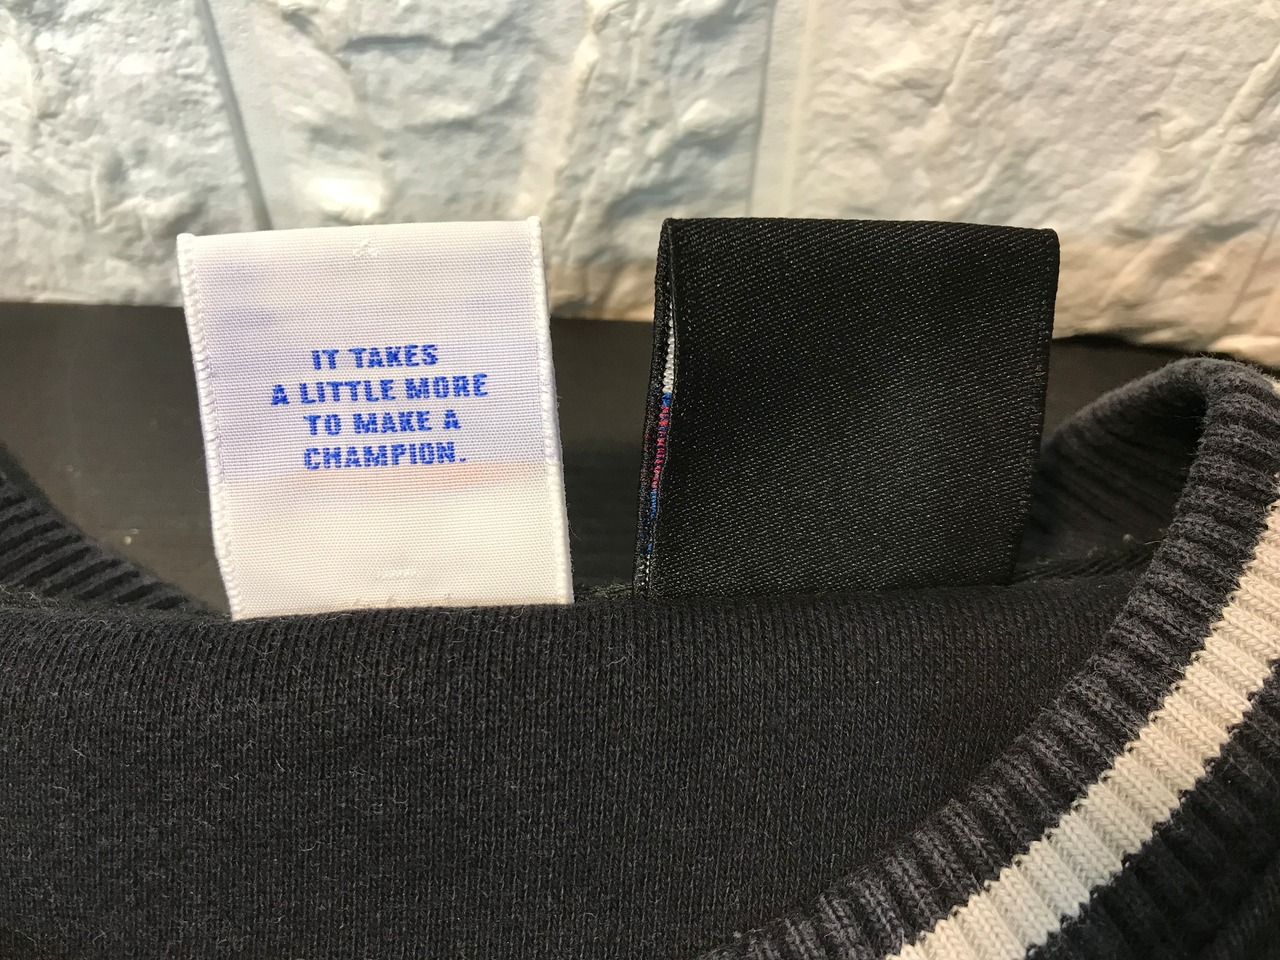 IT TAKES
A LITTLE MORE
TO MAKE A
CHAMPION.